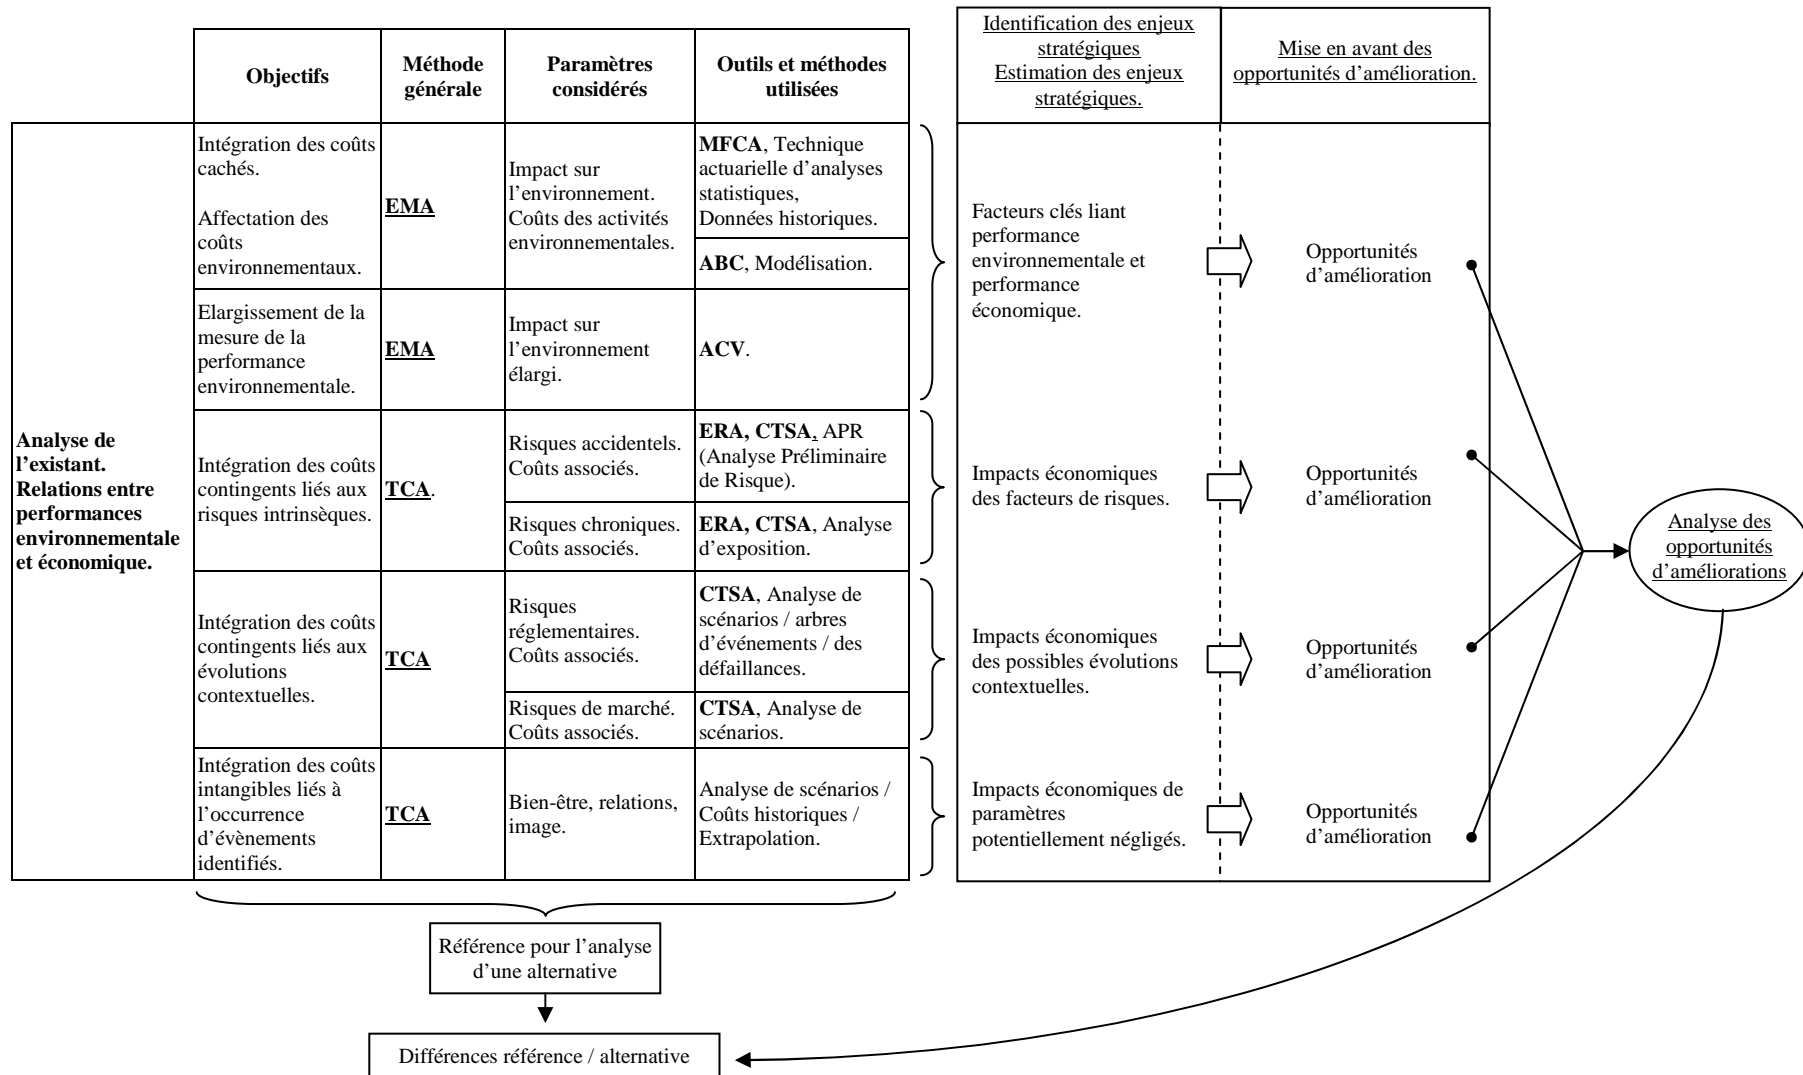 Objectifs
Méthode
générale
Paramètres
considérés
Outils et méthodes
utilisées
Identification des enjeux
stratégiques
Estimation des enjeux
stratégiques.
Mise en avant des
opportunités d’amélioration.
Analyse de
l’existant.
Relations entre
performances
environnementale
et économique.
Intégration des coûts
cachés.
Affectation des
coûts
environnementaux.
EMA
Impact sur
l’environnement.
Coûts des activités
environnementales.
MFCA, Technique
actuarielle d’analyses
statistiques,
Données historiques.
ABC, Modélisation.
Elargissement de la
mesure de la
performance
environnementale.
EMA
Impact sur
l’environnement
élargi.
ACV.
Facteurs clés liant
performance
environnementale et
performance
économique.
Opportunités
d’amélioration
Intégration des coûts
contingents liés aux
risques intrinsèques.
TCA.
Risques accidentels.
Coûts associés.
ERA, CTSA, APR
(Analyse Préliminaire
de Risque).
Risques chroniques.
Coûts associés.
ERA, CTSA, Analyse
d’exposition.
Impacts économiques
des facteurs de risques.
Opportunités
d’amélioration
Intégration des coûts
contingents liés aux
évolutions
contextuelles.
TCA
Risques
réglementaires.
Coûts associés.
CTSA, Analyse de
scénarios / arbres
d’événements / des
défaillances.
Risques de marché.
Coûts associés.
CTSA, Analyse de
scénarios.
Impacts économiques
des possibles évolutions
contextuelles.
Opportunités
d’amélioration
Intégration des coûts
intangibles liés à
l’occurrence
d’évènements
identifiés.
TCA
Bien-être, relations,
image.
Analyse de scénarios /
Coûts historiques /
Extrapolation.
Impacts économiques de
paramètres
potentiellement négligés.
Opportunités
d’amélioration
Analyse des
opportunités
d’améliorations
Référence pour l’analyse
d’une alternative
Différences référence / alternative